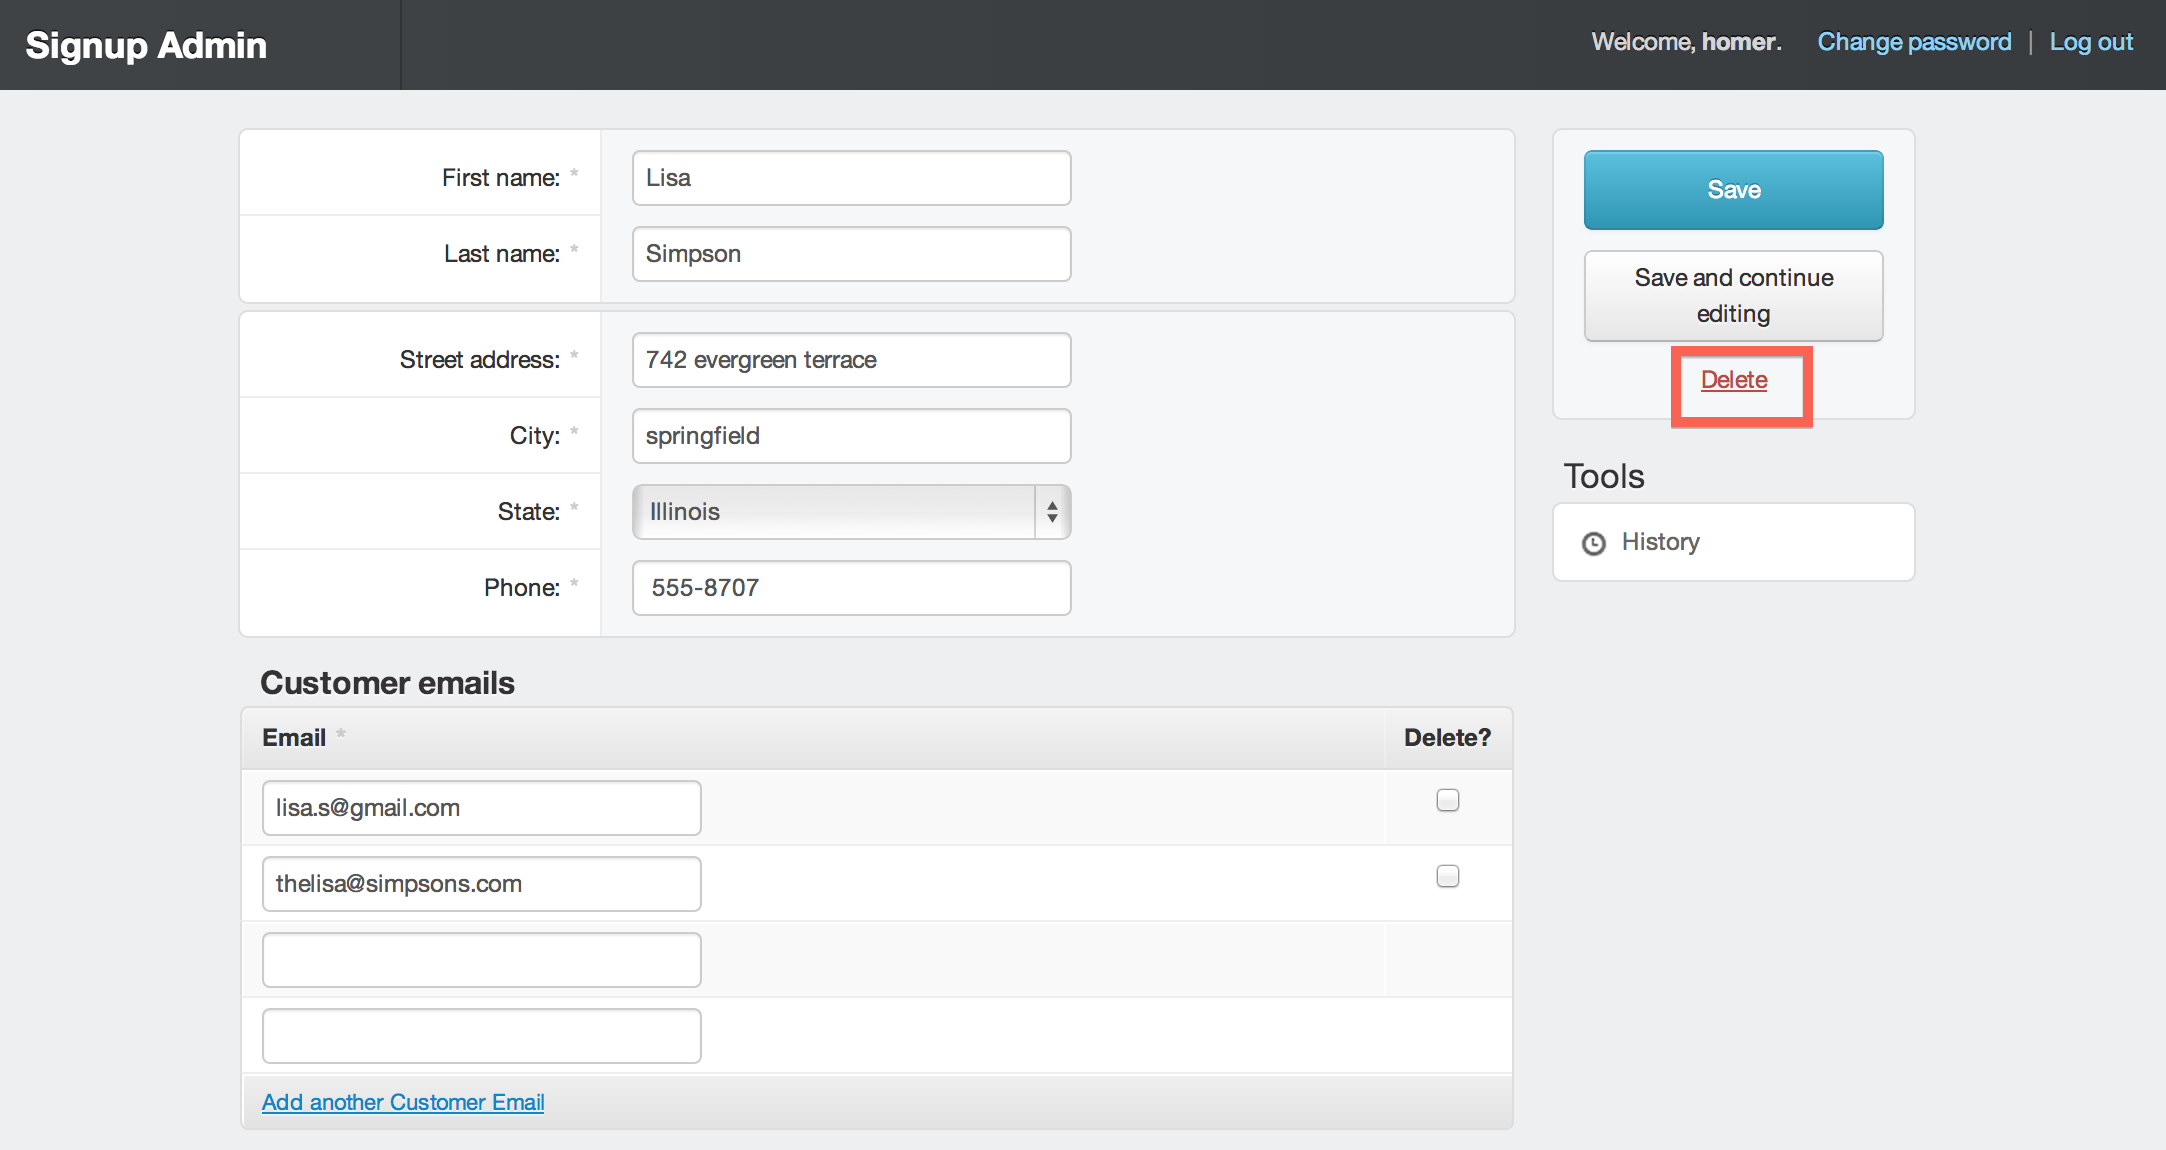 Signup Admin
Welcome, homer. Change password | Log out
First name: * Lisa
Last name: * Simpson
Street address: * 742 evergreen terrace
City: * springfield
State: * Illinois
Phone: * 555-8707
Save
Save and continue
editing
Delete
Tools
History
Customer emails
Email * Delete?
lisa.s@gmail.com
thelisa@simpsons.com
Add another Customer Email